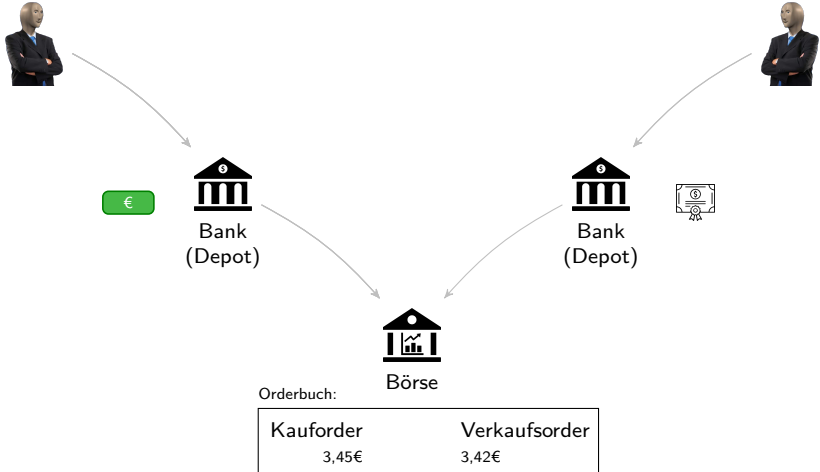 €
Bank
(Depot)
Bank
(Depot)
Börse
Orderbuch:
Kauforder Verkaufsorder
3,45€ 3,42€